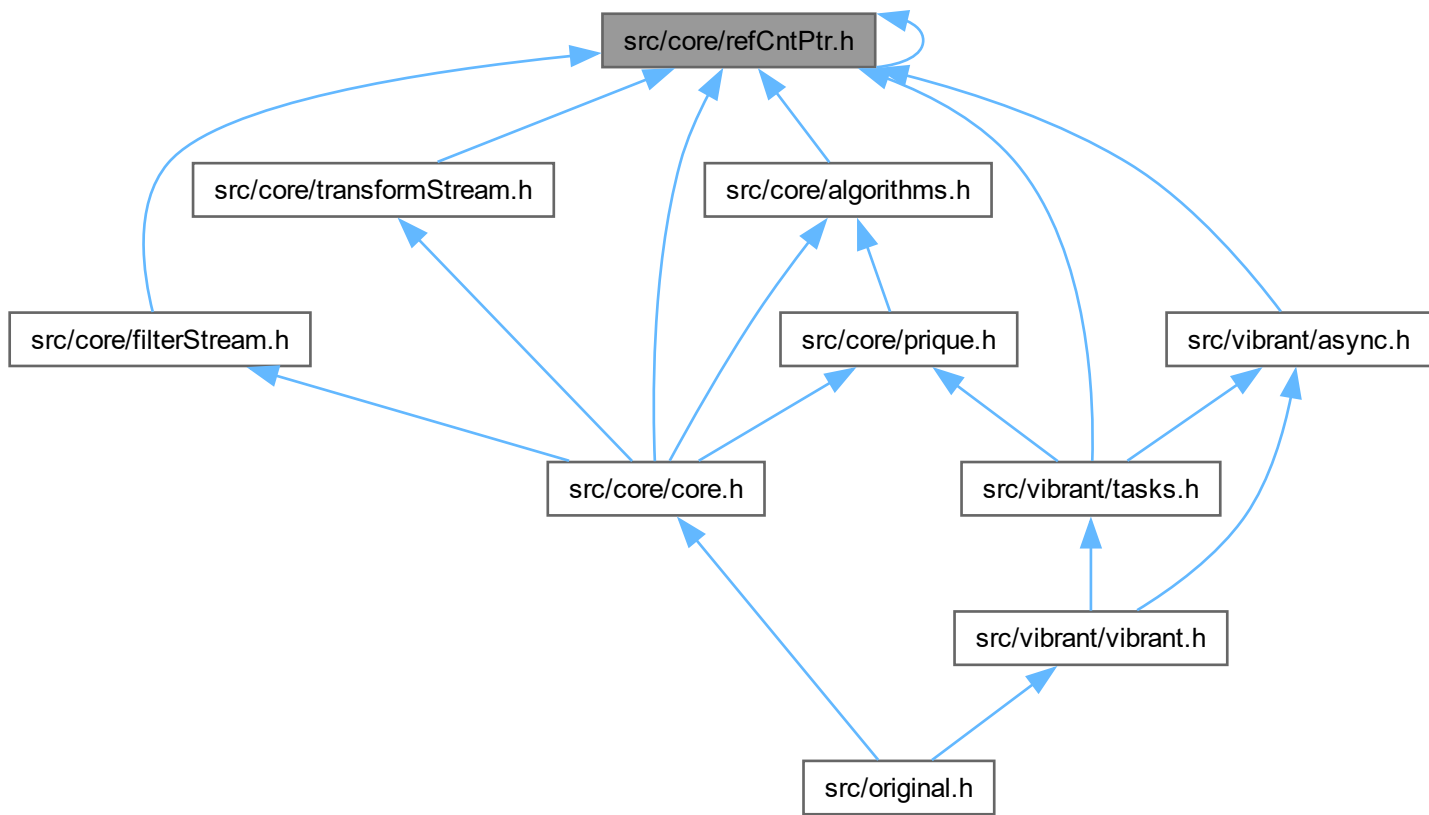 src/core/refCntPtr.h
src/core/transformStream.h
src/core/algorithms.h
src/core/filterStream.h
src/core/prique.h
src/vibrant/async.h
src/core/core.h
src/vibrant/tasks.h
src/vibrant/vibrant.h
src/original.h